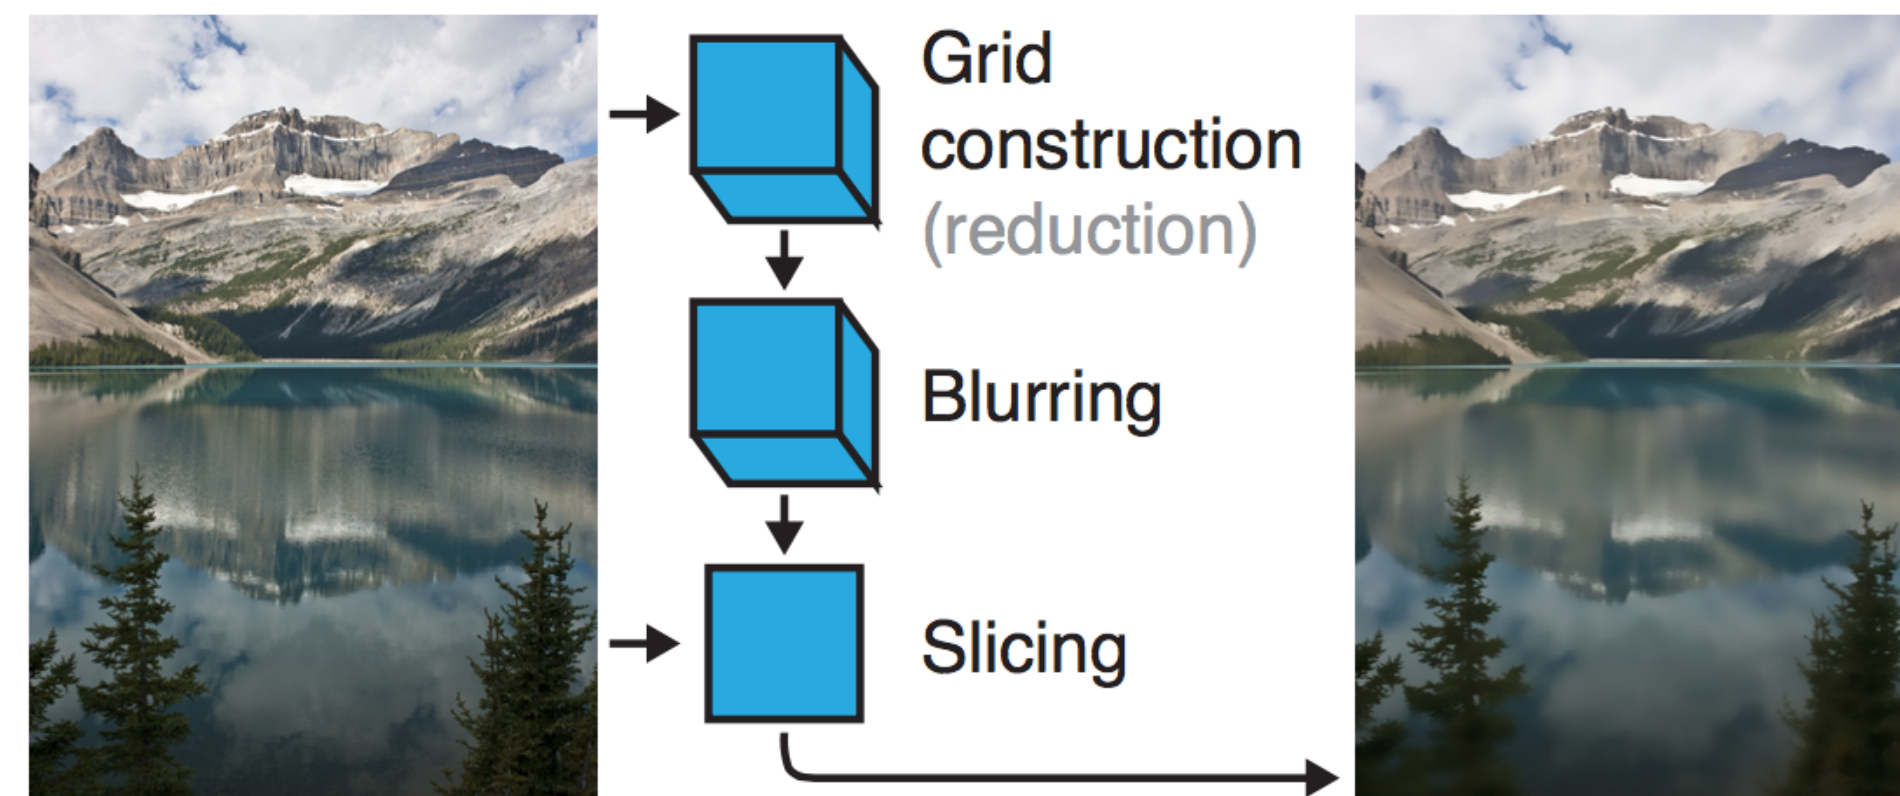 Grid
construction
(reduction)
Blurring
Slicing